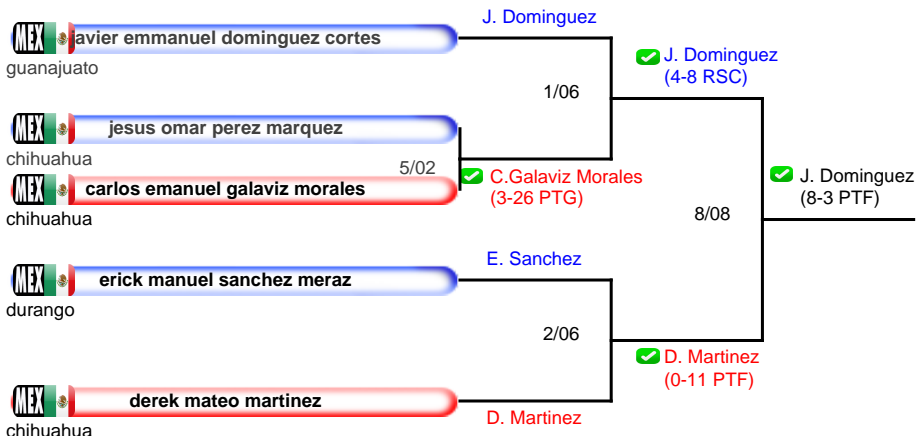 J. Dominguez
MEX javier emmanuel dominguez cortes
guanajuato
J. Dominguez
(4-8 RSC)
1/06
MEX jesus omar perez marquez
chihuahua
5/02
MEX carlos emanuel galaviz morales
chihuahua
C.Galaviz Morales
(3-26 PTG)
J. Dominguez
(8-3 PTF)
8/08
E. Sanchez
MEX erick manuel sanchez meraz
durango
2/06
D. Martinez
(0-11 PTF)
MEX derek mateo martinez
chihuahua
D. Martinez